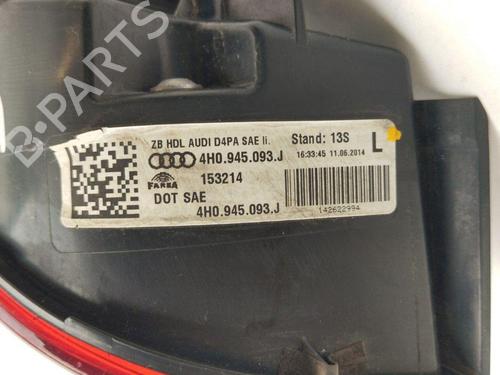 B-PARTS
ZB HDL AUDI D4PA SAE li. Stand: 13S L
4H0.945.093.J 16:33:45 11.06.2014
FARBA 153214
DOT SAE
4H0.945.093.J 142622994